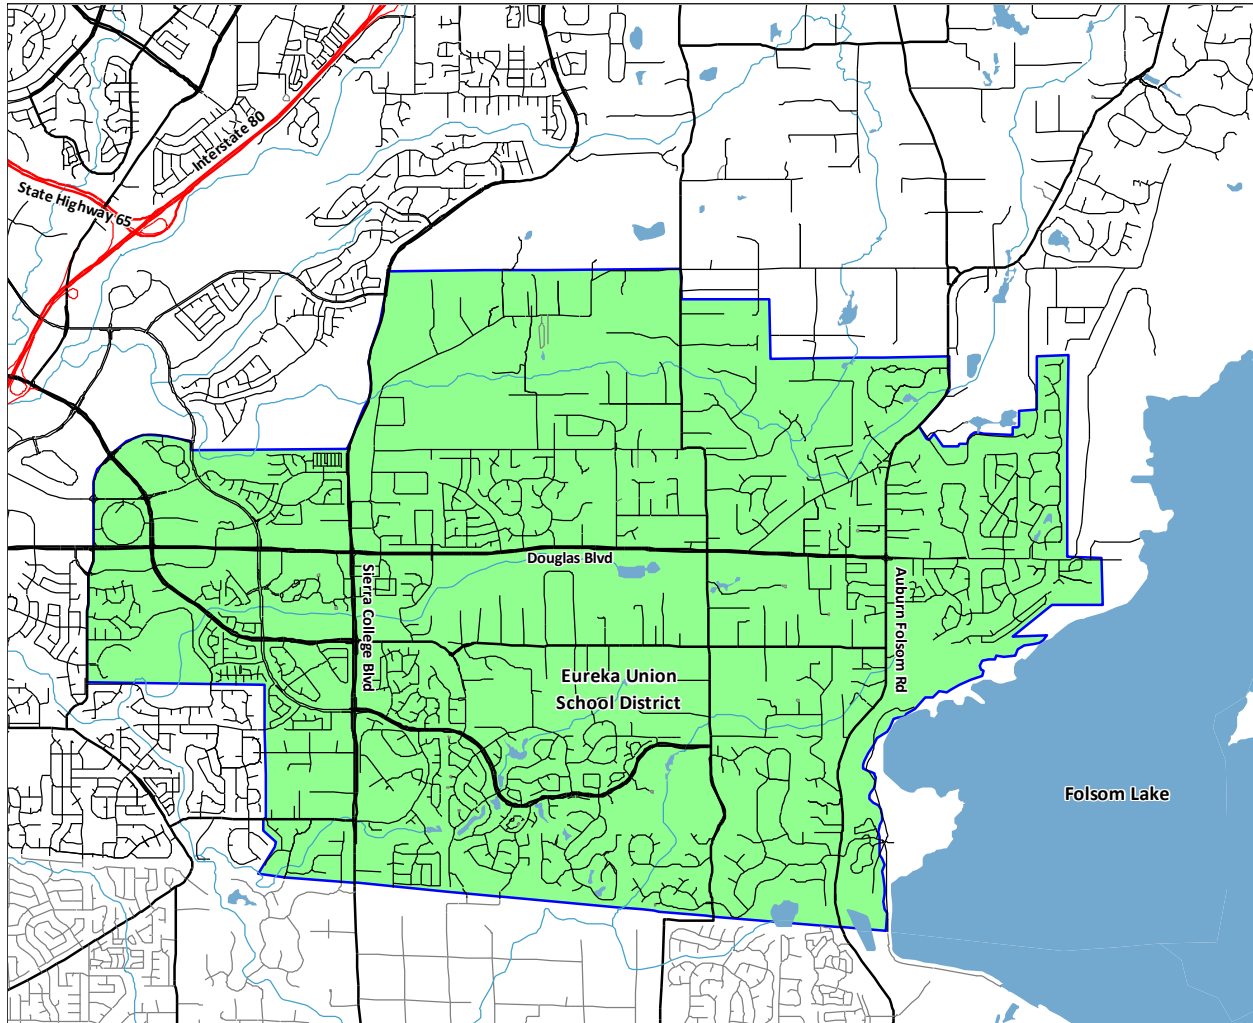 Interstate 80
State Highway 65
Douglas Blvd
Sierra College Blvd
Auburn Folsom Rd
Eureka Union
School District
Folsom Lake